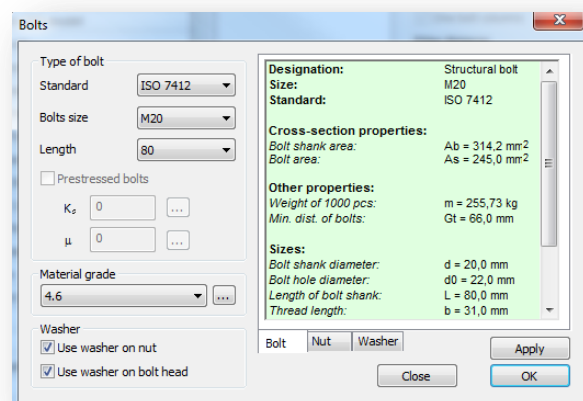 Bolts
Type of bolt
Standard ISO 7412
Bolts size M20
Length 80
Prestressed bolts
Ks 0 ...
μ 0 ...
Material grade
4.6 ...
Washer
Use washer on nut
Use washer on bolt head
Designation: Structural bolt
Size: M20
Standard: ISO 7412
Cross-section properties:
Bolt shank area: Ab = 314,2 mm2
Bolt area: As = 245,0 mm2
Other properties:
Weight of 1000 pcs: m = 255,73 kg
Min. dist. of bolts: Gt = 66,0 mm
Sizes:
Bolt shank diameter: d = 20,0 mm
Bolt hole diameter: d0 = 22,0 mm
Length of bolt shank: L = 80,0 mm
Thread length: b = 31,0 mm
Bolt Nut Washer
Apply
Close OK